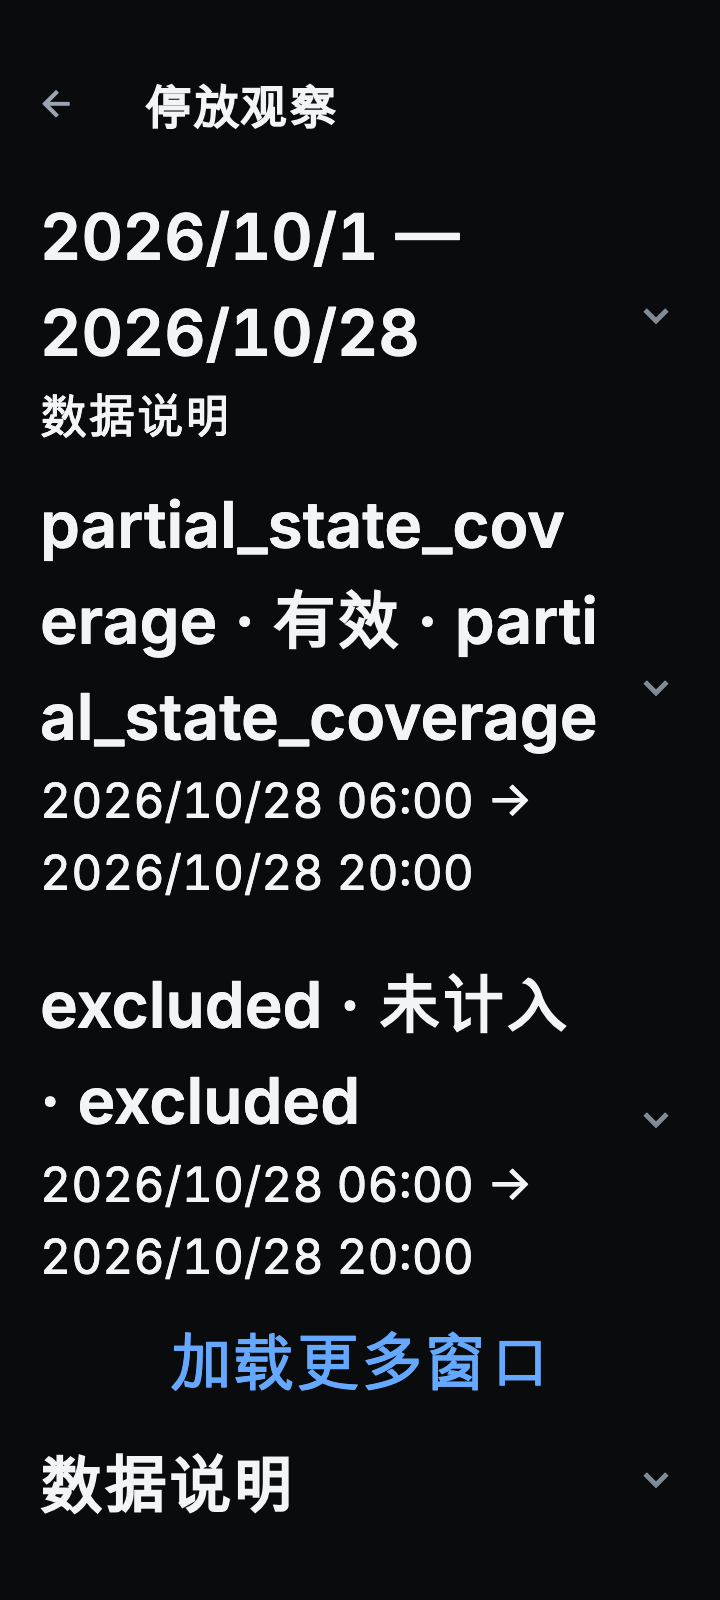 停放观察
2026/10/1 —
2026/10/28
数据说明
partial_state_cov
erage · 有效 · parti
al_state_coverage
2026/10/28 06:00 →
2026/10/28 20:00
excluded · 未计入
· excluded
2026/10/28 06:00 →
2026/10/28 20:00
加载更多窗口
数据说明